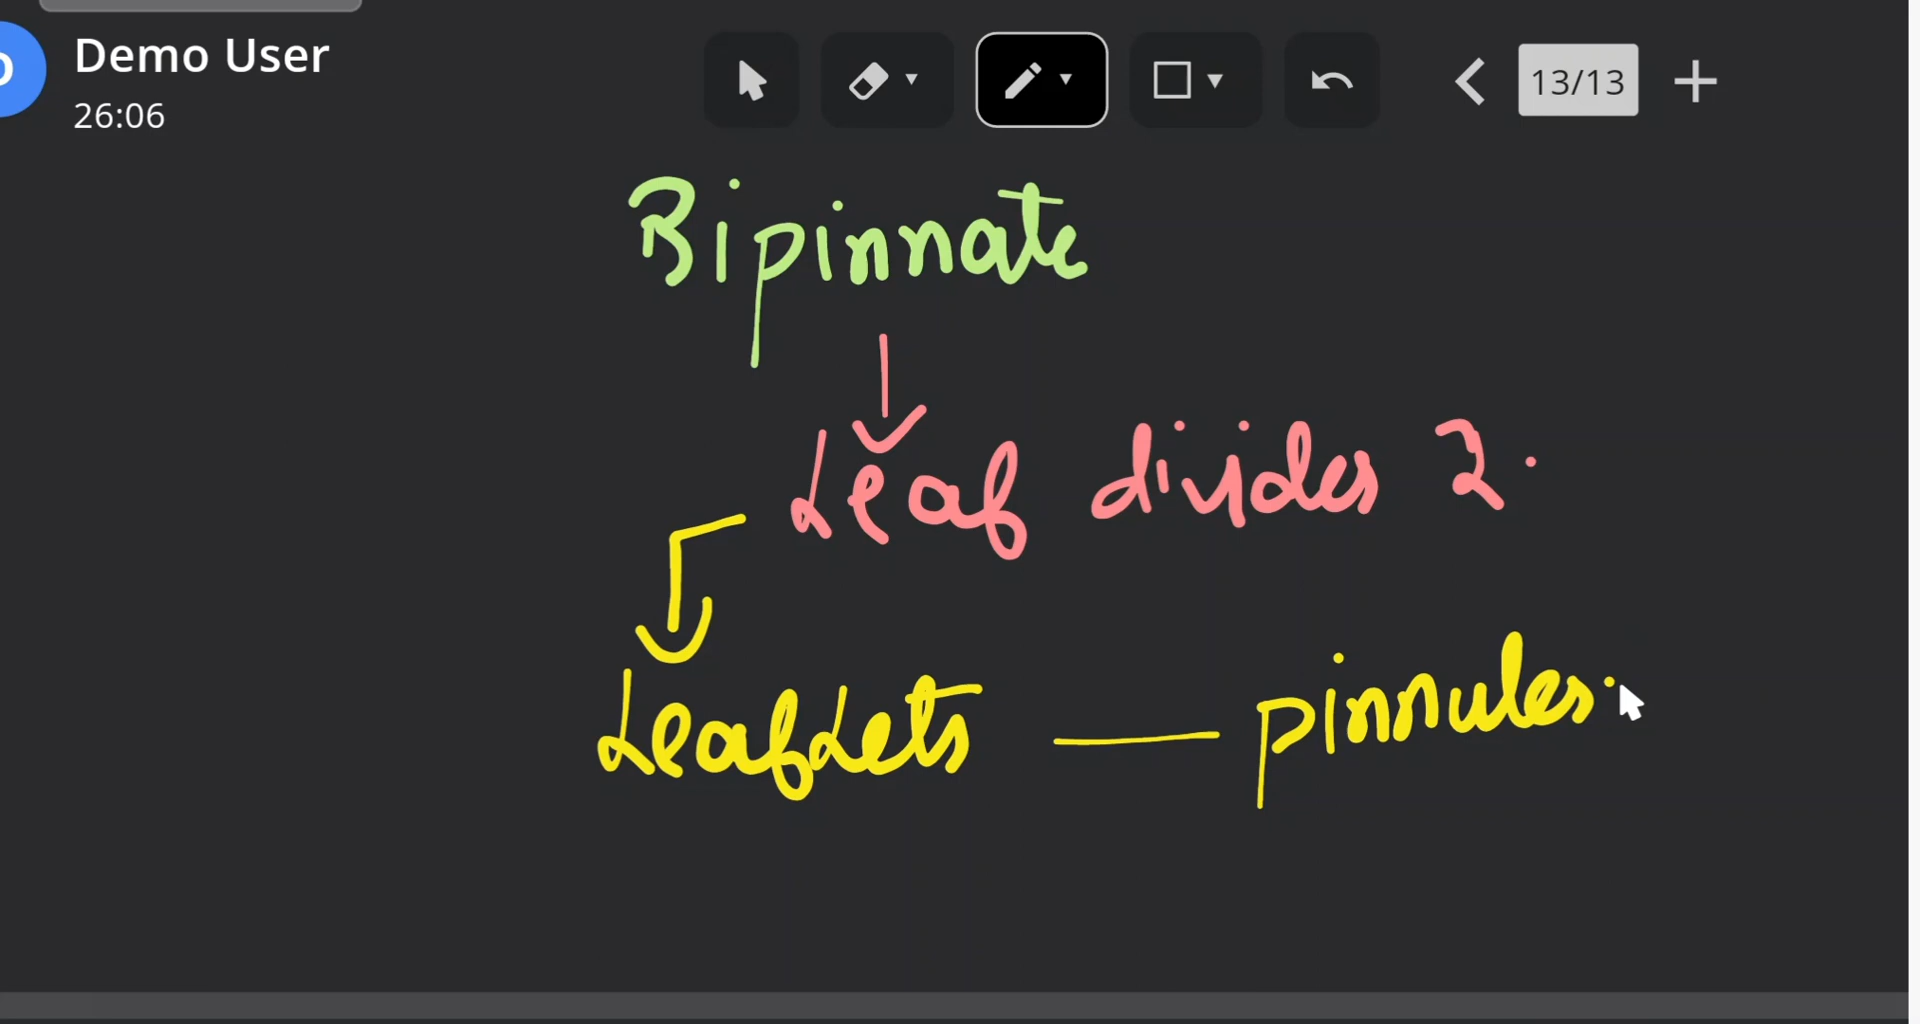 Demo User
26:06
13/13
Bipinnate
Leaf divides 2.
Leaflets — pinnules.